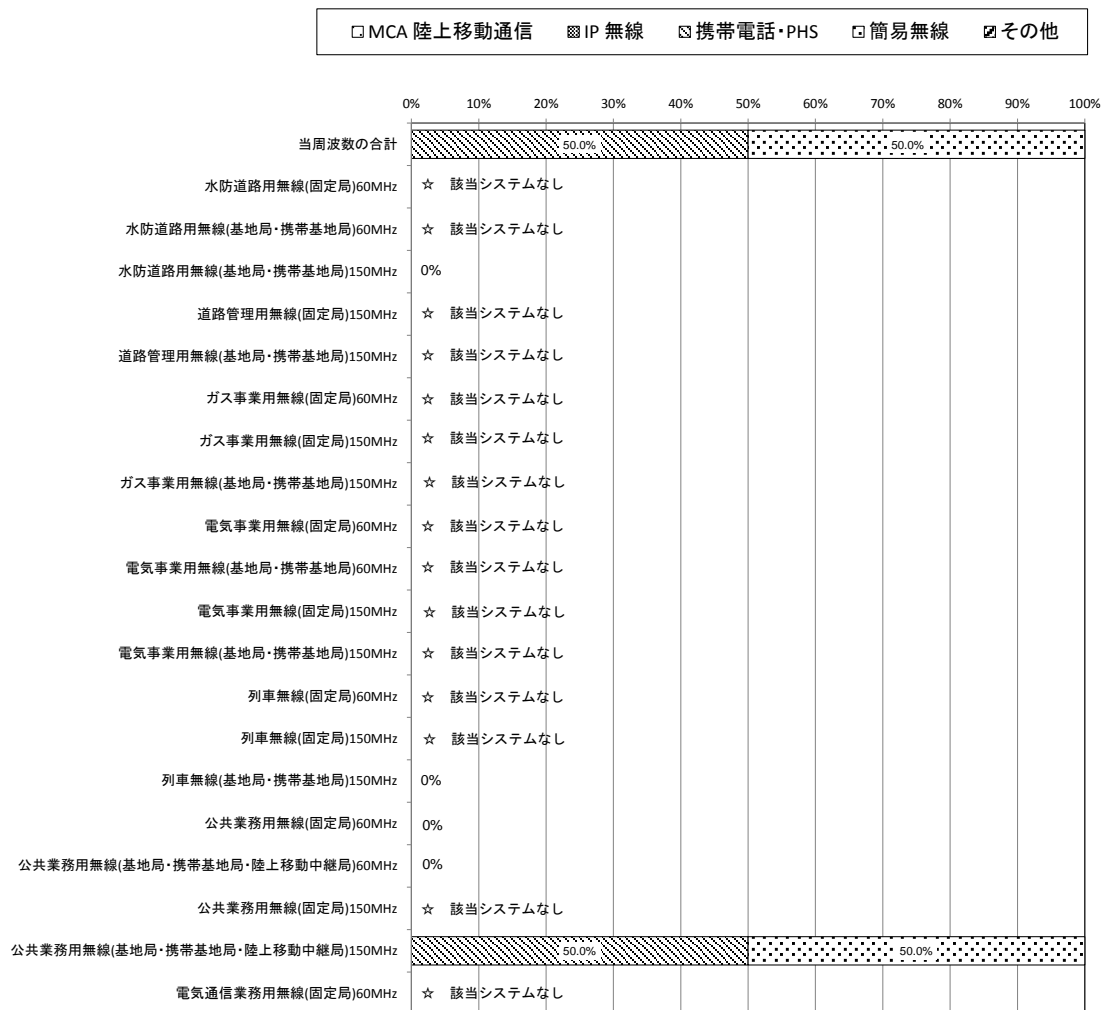 MCA 陸上移動通信 IP 無線 携帯電話・PHS 簡易無線 その他
0% 10% 20% 30% 40% 50% 60% 70% 80% 90% 100%
当周波数の合計 50.0% 50.0%
水防道路用無線(固定局)60MHz ☆ 該当システムなし
水防道路用無線(基地局・携帯基地局)60MHz ☆ 該当システムなし
水防道路用無線(基地局・携帯基地局)150MHz 0%
道路管理用無線(固定局)150MHz ☆ 該当システムなし
道路管理用無線(基地局・携帯基地局)150MHz ☆ 該当システムなし
ガス事業用無線(固定局)60MHz ☆ 該当システムなし
ガス事業用無線(固定局)150MHz ☆ 該当システムなし
ガス事業用無線(基地局・携帯基地局)150MHz ☆ 該当システムなし
電気事業用無線(固定局)60MHz ☆ 該当システムなし
電気事業用無線(基地局・携帯基地局)60MHz ☆ 該当システムなし
電気事業用無線(固定局)150MHz ☆ 該当システムなし
電気事業用無線(基地局・携帯基地局)150MHz ☆ 該当システムなし
列車無線(固定局)60MHz ☆ 該当システムなし
列車無線(固定局)150MHz ☆ 該当システムなし
列車無線(基地局・携帯基地局)150MHz 0%
公共業務用無線(固定局)60MHz 0%
公共業務用無線(基地局・携帯基地局・陸上移動中継局)60MHz 0%
公共業務用無線(固定局)150MHz ☆ 該当システムなし
公共業務用無線(基地局・携帯基地局・陸上移動中継局)150MHz 50.0% 50.0%
電気通信業務用無線(固定局)60MHz ☆ 該当システムなし